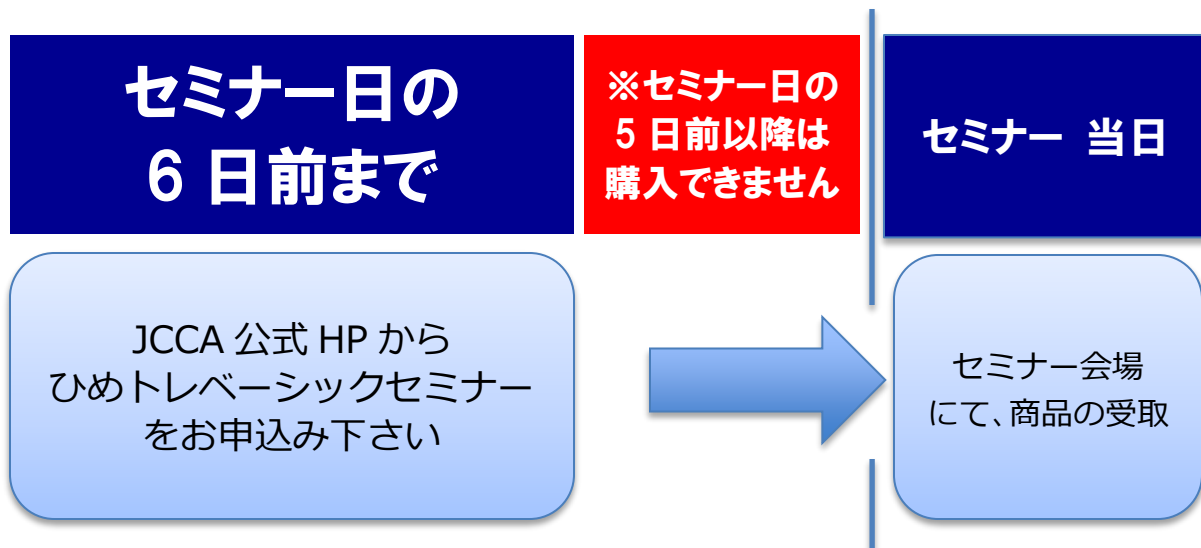 セミナー日の
6 日前まで
※セミナー日の
5 日前以降は
購入できません
セミナー 当日
JCCA 公式 HP から
ひめトレベーシックセミナー
をお申込み下さい
セミナー会場
にて、商品の受取